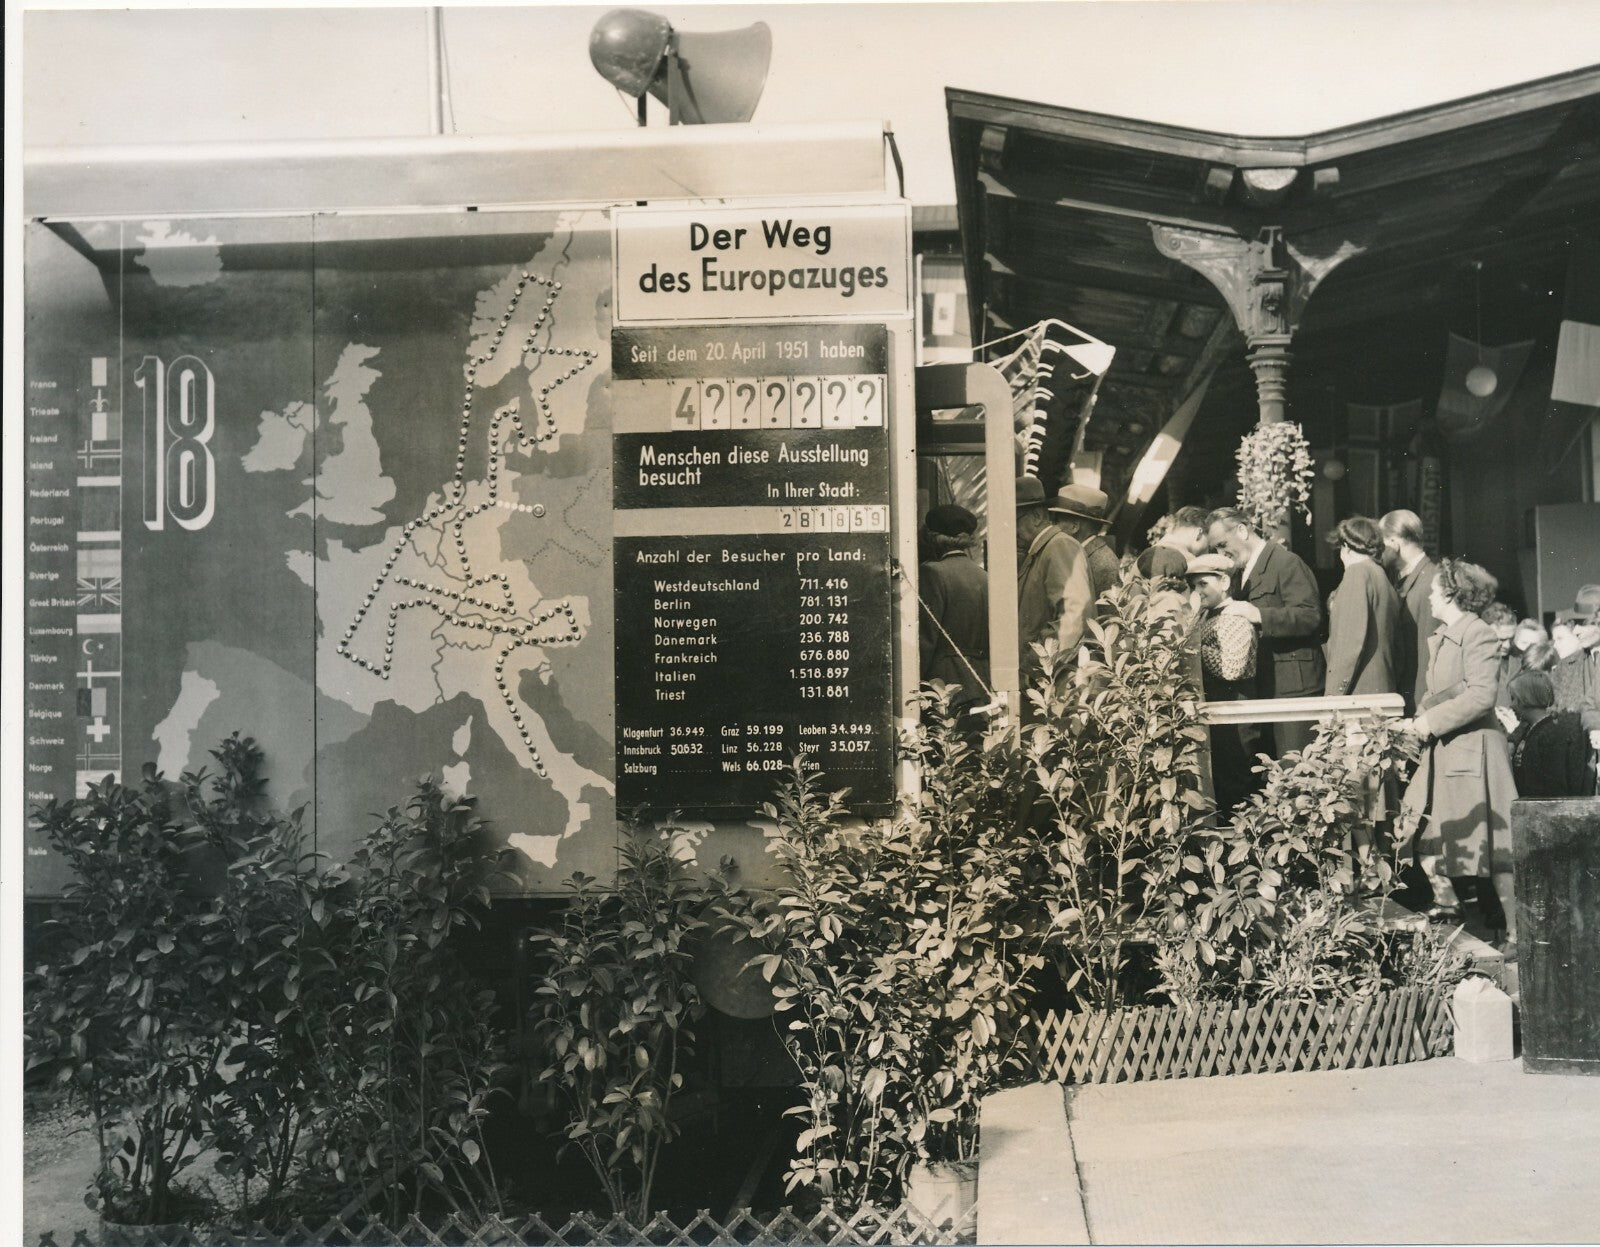 Der Weg
des Europazuges
Seit dem 20. April 1951 haben
4??????
Menschen diese Ausstellung
besucht
In Ihrer Stadt:
281859
Anzahl der Besucher pro Land:
Westdeutschland 711.416
Berlin 781.131
Norwegen 200.742
Dänemark 236.788
Frankreich 676.880
Italien 1.518.897
Triest 131.881
Klagenfurt 36.949 Graz 59.199 Leoben 34.949
Innsbruck 50.632 Linz 56.228 Steyr 35.057
Salzburg Wels 66.028 Wien
18
France
Trieste
Ireland
Island
Nederland
Portugal
Österreich
Sverige
Great Britain
Luxembourg
Türkiye
Danmark
Belgique
Schweiz
Norge
Hellas
Italia